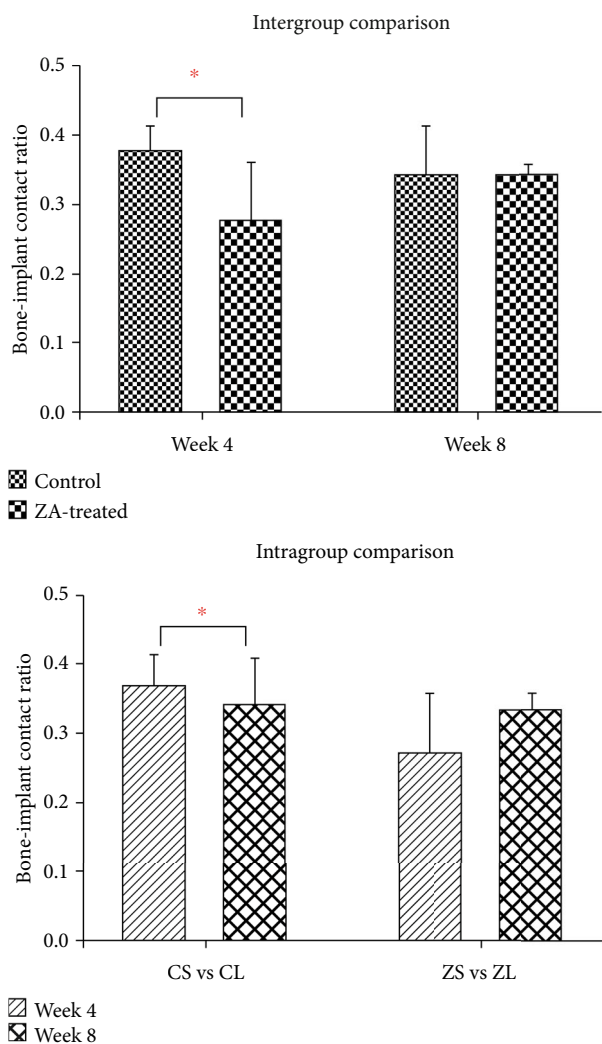 Intergroup comparison
0.5
*
0.4
0.3
0.2
0.1
0.0
Bone-implant contact ratio
Week 4 Week 8
Control
ZA-treated
Intragroup comparison
0.5
*
0.4
0.3
0.2
0.1
0.0
Bone-implant contact ratio
CS vs CL ZS vs ZL
Week 4
Week 8